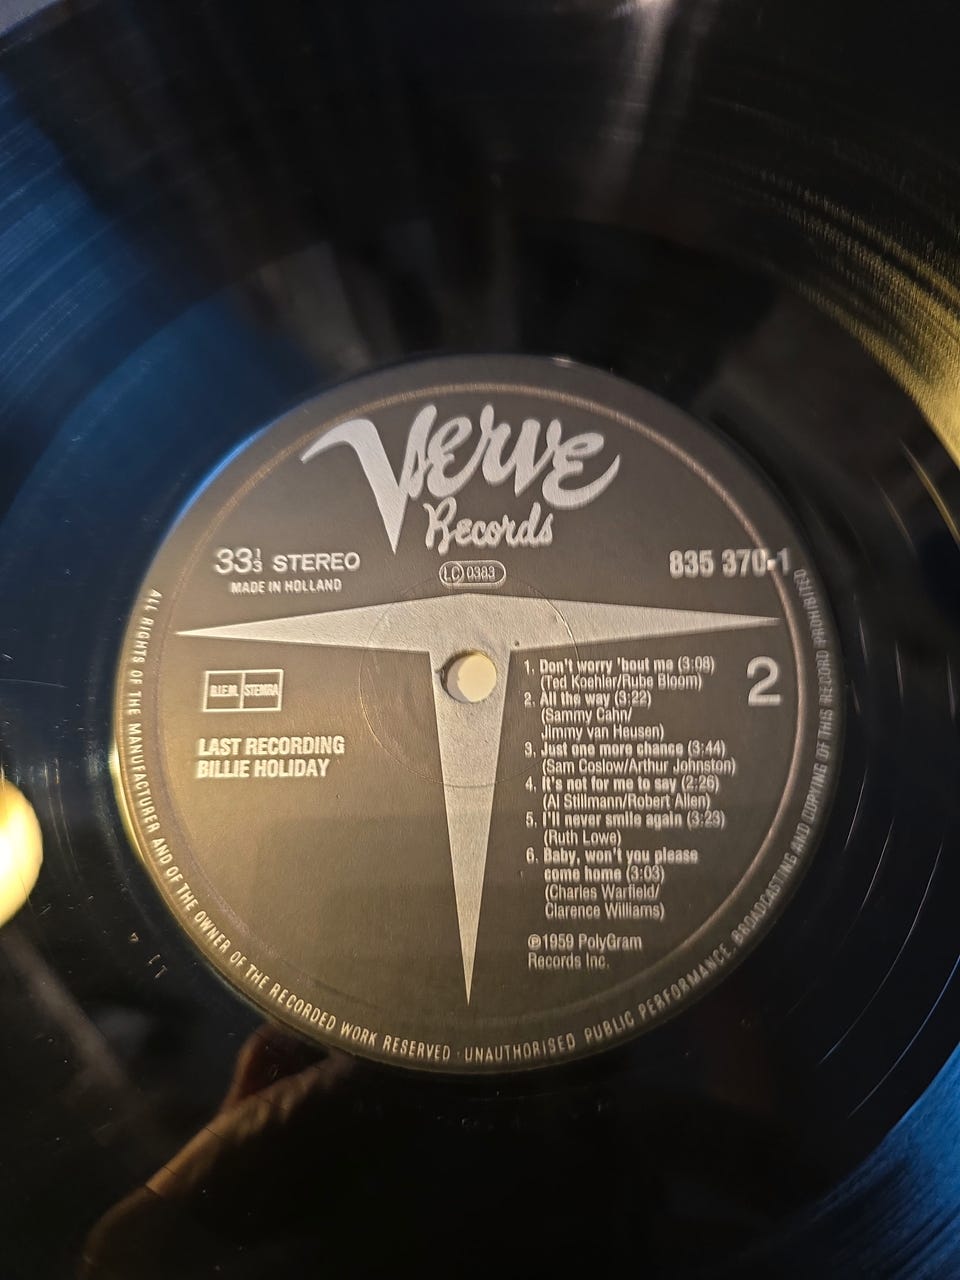 Verve
Records
33⅓ STEREO
MADE IN HOLLAND
LC 0383
835 370-1
B.I.E.M. STEMRA
2
LAST RECORDING
BILLIE HOLIDAY
1. Don't worry 'bout me (3:08)
(Ted Koehler/Rube Bloom)
2. All the way (3:22)
(Sammy Cahn/
Jimmy van Heusen)
3. Just one more chance (3:44)
(Sam Coslow/Arthur Johnston)
4. It's not for me to say (2:26)
(Al Stillmann/Robert Allen)
5. I'll never smile again (3:23)
(Ruth Lowe)
6. Baby, won't you please
come home (3:03)
(Charles Warfield/
Clarence Williams)
℗1959 PolyGram
Records Inc.
ALL RIGHTS OF THE MANUFACTURER AND OF THE OWNER OF THE RECORDED WORK RESERVED · UNAUTHORISED PUBLIC PERFORMANCE, BROADCASTING AND COPYING OF THIS RECORD PROHIBITED